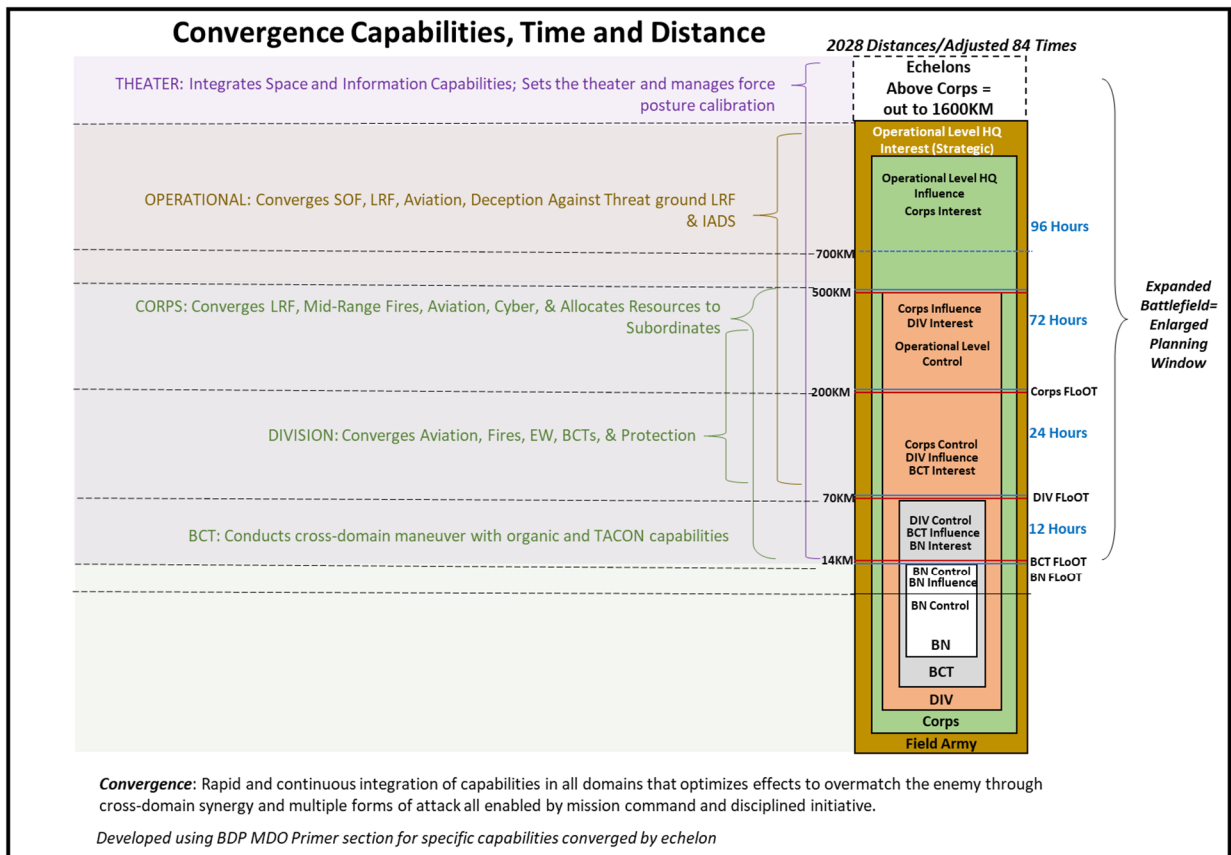 Convergence Capabilities, Time and Distance
2028 Distances/Adjusted 84 Times
THEATER: Integrates Space and Information Capabilities; Sets the theater and manages force
posture calibration
Echelons
Above Corps =
out to 1600KM
Operational Level HQ
Interest (Strategic)
OPERATIONAL: Converges SOF, LRF, Aviation, Deception Against Threat ground LRF
& IADS
Operational Level HQ
Influence
Corps Interest
96 Hours
700KM
500KM
CORPS: Converges LRF, Mid-Range Fires, Aviation, Cyber, & Allocates Resources to
Subordinates
Corps Influence
DIV Interest
Operational Level
Control
72 Hours
Expanded
Battlefield=
Enlarged
Planning
Window
200KM
Corps FLoOT
DIVISION: Converges Aviation, Fires, EW, BCTs, & Protection
Corps Control
DIV Influence
BCT Interest
24 Hours
70KM
DIV FLoOT
BCT: Conducts cross-domain maneuver with organic and TACON capabilities
DIV Control
BCT Influence
BN Interest
12 Hours
14KM
BCT FLoOT
BN FLoOT
BN Control
BN Influence
BN Control
BN
BCT
DIV
Corps
Field Army
Convergence: Rapid and continuous integration of capabilities in all domains that optimizes effects to overmatch the enemy through
cross-domain synergy and multiple forms of attack all enabled by mission command and disciplined initiative.
Developed using BDP MDO Primer section for specific capabilities converged by echelon